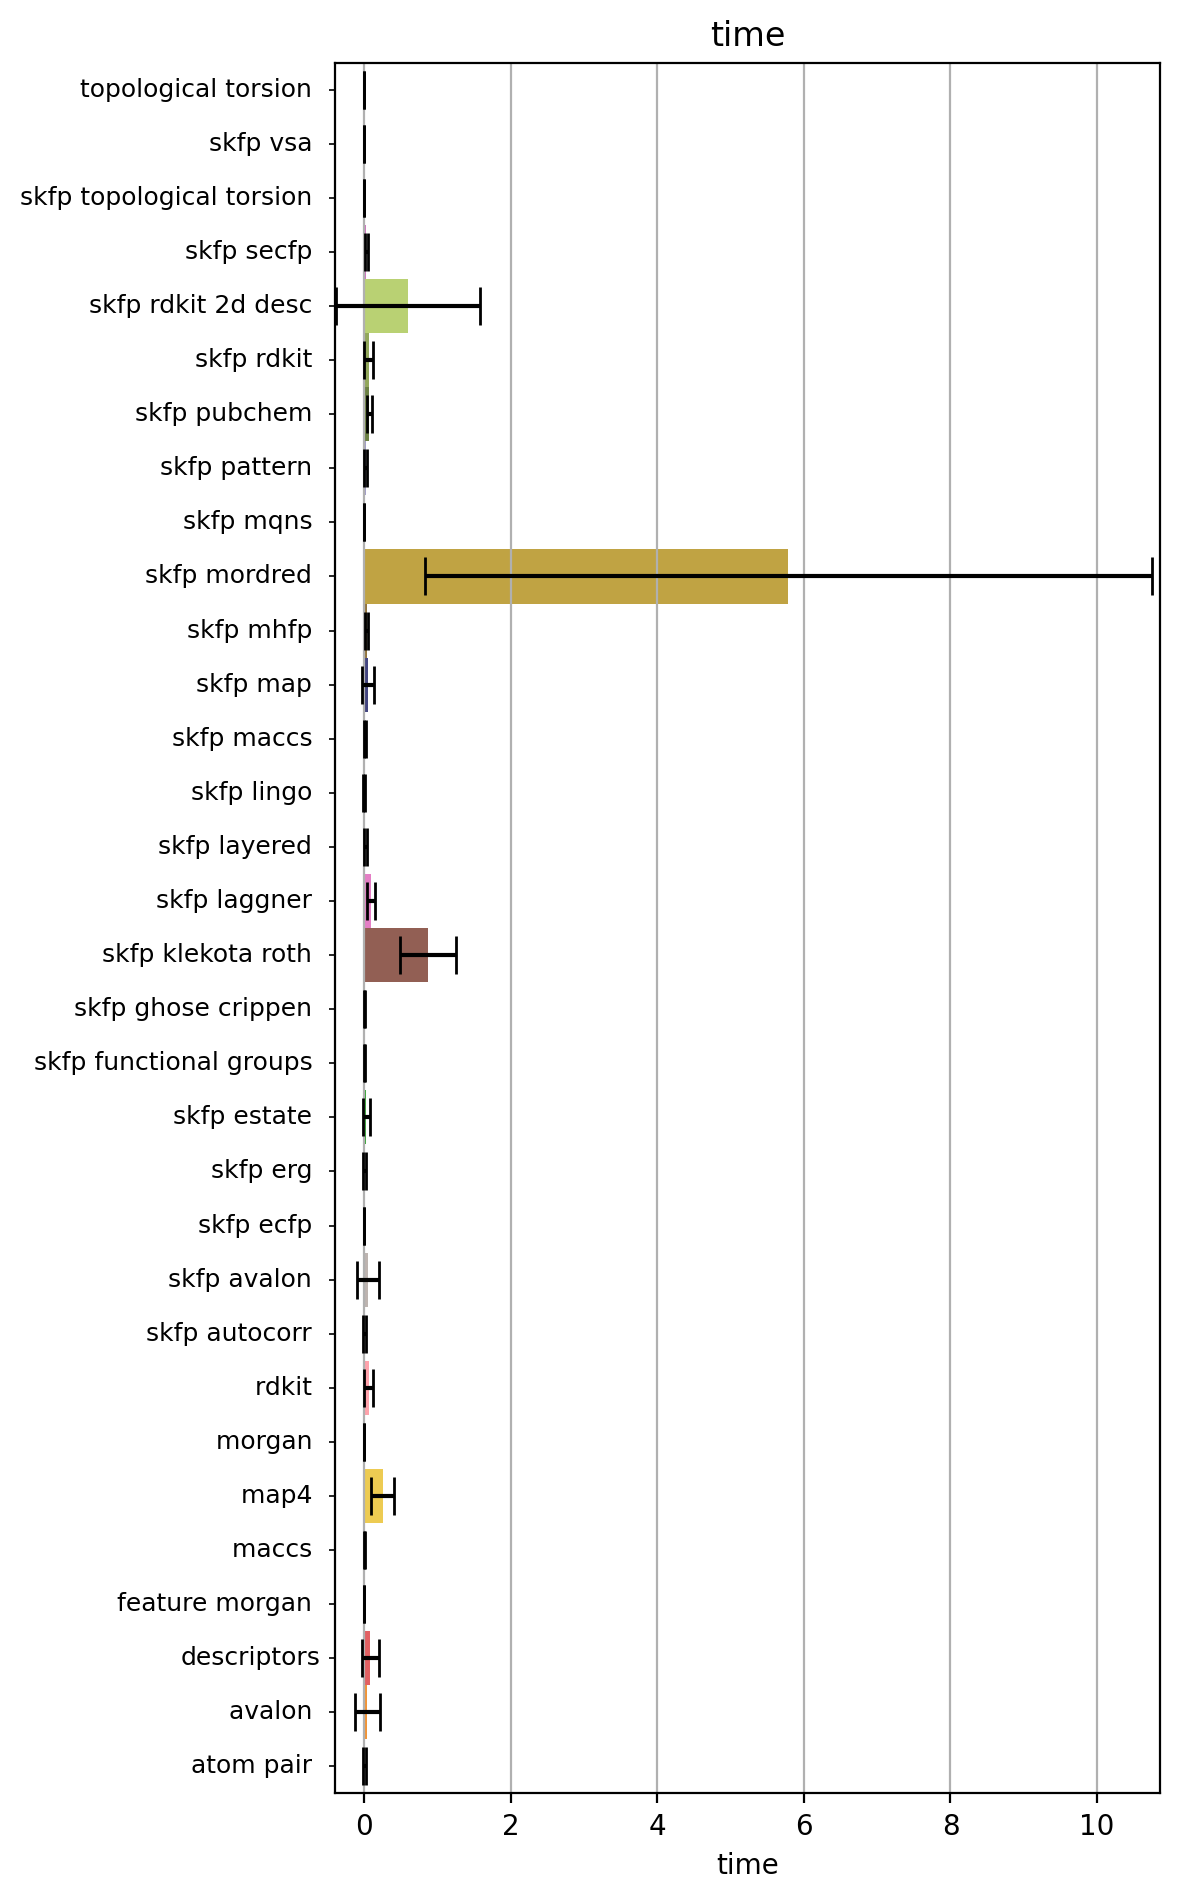 time
topological torsion
skfp vsa
skfp topological torsion
skfp secfp
skfp rdkit 2d desc
skfp rdkit
skfp pubchem
skfp pattern
skfp mqns
skfp mordred
skfp mhfp
skfp map
skfp maccs
skfp lingo
skfp layered
skfp laggner
skfp klekota roth
skfp ghose crippen
skfp functional groups
skfp estate
skfp erg
skfp ecfp
skfp avalon
skfp autocorr
rdkit
morgan
map4
maccs
feature morgan
descriptors
avalon
atom pair
0 2 4 6 8 10
time